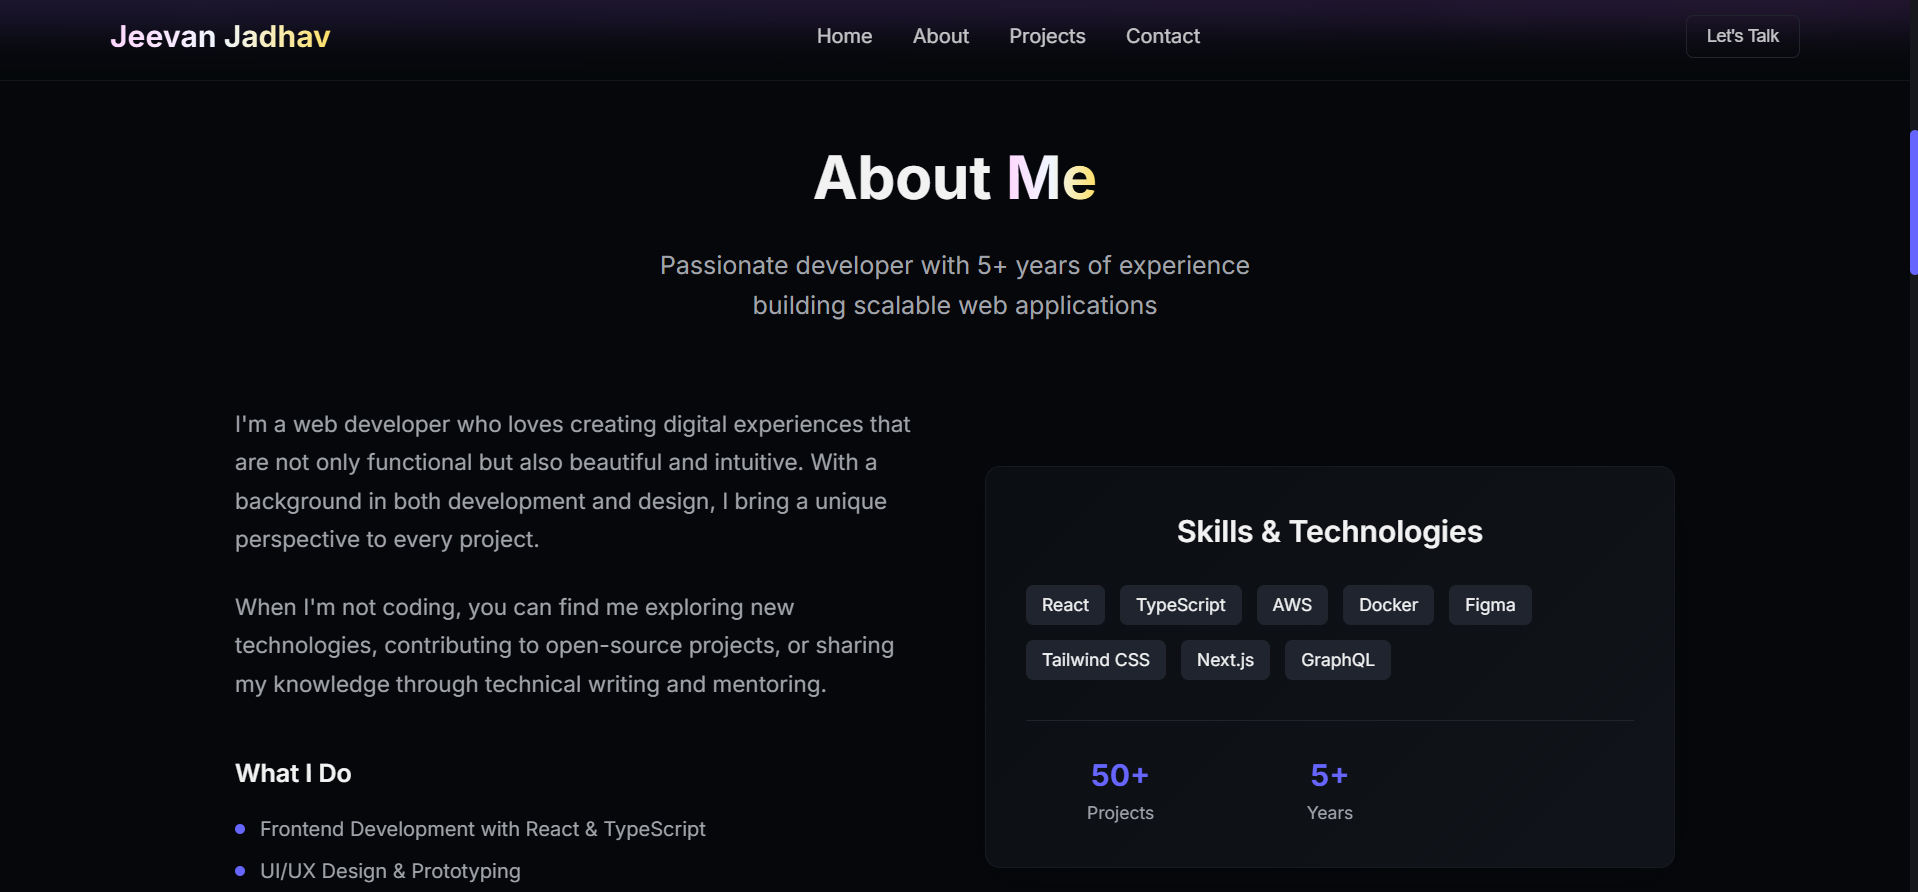 Jeevan Jadhav
Home About Projects Contact
Let's Talk
About Me
Passionate developer with 5+ years of experience
building scalable web applications
I'm a web developer who loves creating digital experiences that
are not only functional but also beautiful and intuitive. With a
background in both development and design, I bring a unique
perspective to every project.
When I'm not coding, you can find me exploring new
technologies, contributing to open-source projects, or sharing
my knowledge through technical writing and mentoring.
What I Do
Frontend Development with React & TypeScript
UI/UX Design & Prototyping
Skills & Technologies
React TypeScript AWS Docker Figma
Tailwind CSS Next.js GraphQL
50+ 5+
Projects Years